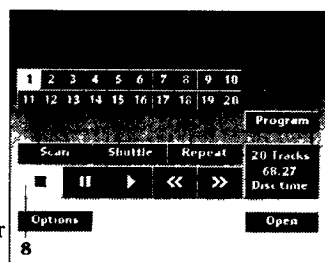 1 2 3 4 5 6 7 8 9 10
11 12 13 14 15 16 17 18 19 20
Program
Scan Shuttle Repeat
20 Tracks
68.27
Disc time
Options
Open
r
8